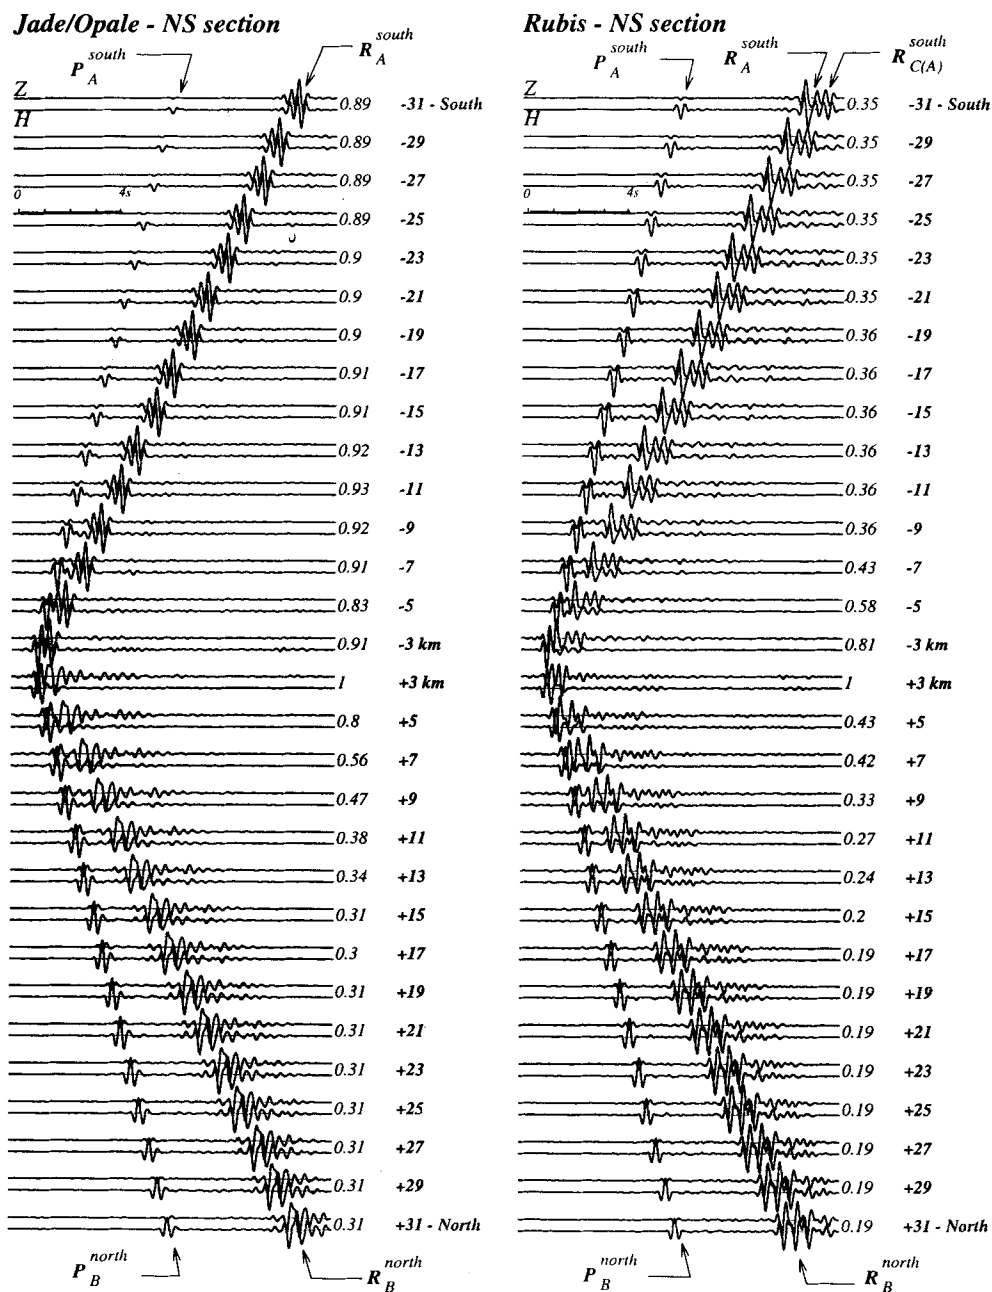 Jade/Opale - NS section
P A south
R A south
Z
H
0 4s
0.89 -31 - South
0.89 -29
0.89 -27
0.89 -25
0.9 -23
0.9 -21
0.9 -19
0.91 -17
0.91 -15
0.92 -13
0.93 -11
0.92 -9
0.91 -7
0.83 -5
0.91 -3 km
1 +3 km
0.8 +5
0.56 +7
0.47 +9
0.38 +11
0.34 +13
0.31 +15
0.3 +17
0.31 +19
0.31 +21
0.31 +23
0.31 +25
0.31 +27
0.31 +29
0.31 +31 - North
P B north
R B north
Rubis - NS section
P A south
R A south
R C(A) south
Z
H
0 4s
0.35 -31 - South
0.35 -29
0.35 -27
0.35 -25
0.35 -23
0.35 -21
0.36 -19
0.36 -17
0.36 -15
0.36 -13
0.36 -11
0.36 -9
0.43 -7
0.58 -5
0.81 -3 km
1 +3 km
0.43 +5
0.42 +7
0.33 +9
0.27 +11
0.24 +13
0.2 +15
0.19 +17
0.19 +19
0.19 +21
0.19 +23
0.19 +25
0.19 +27
0.19 +29
0.19 +31 - North
P B north
R B north